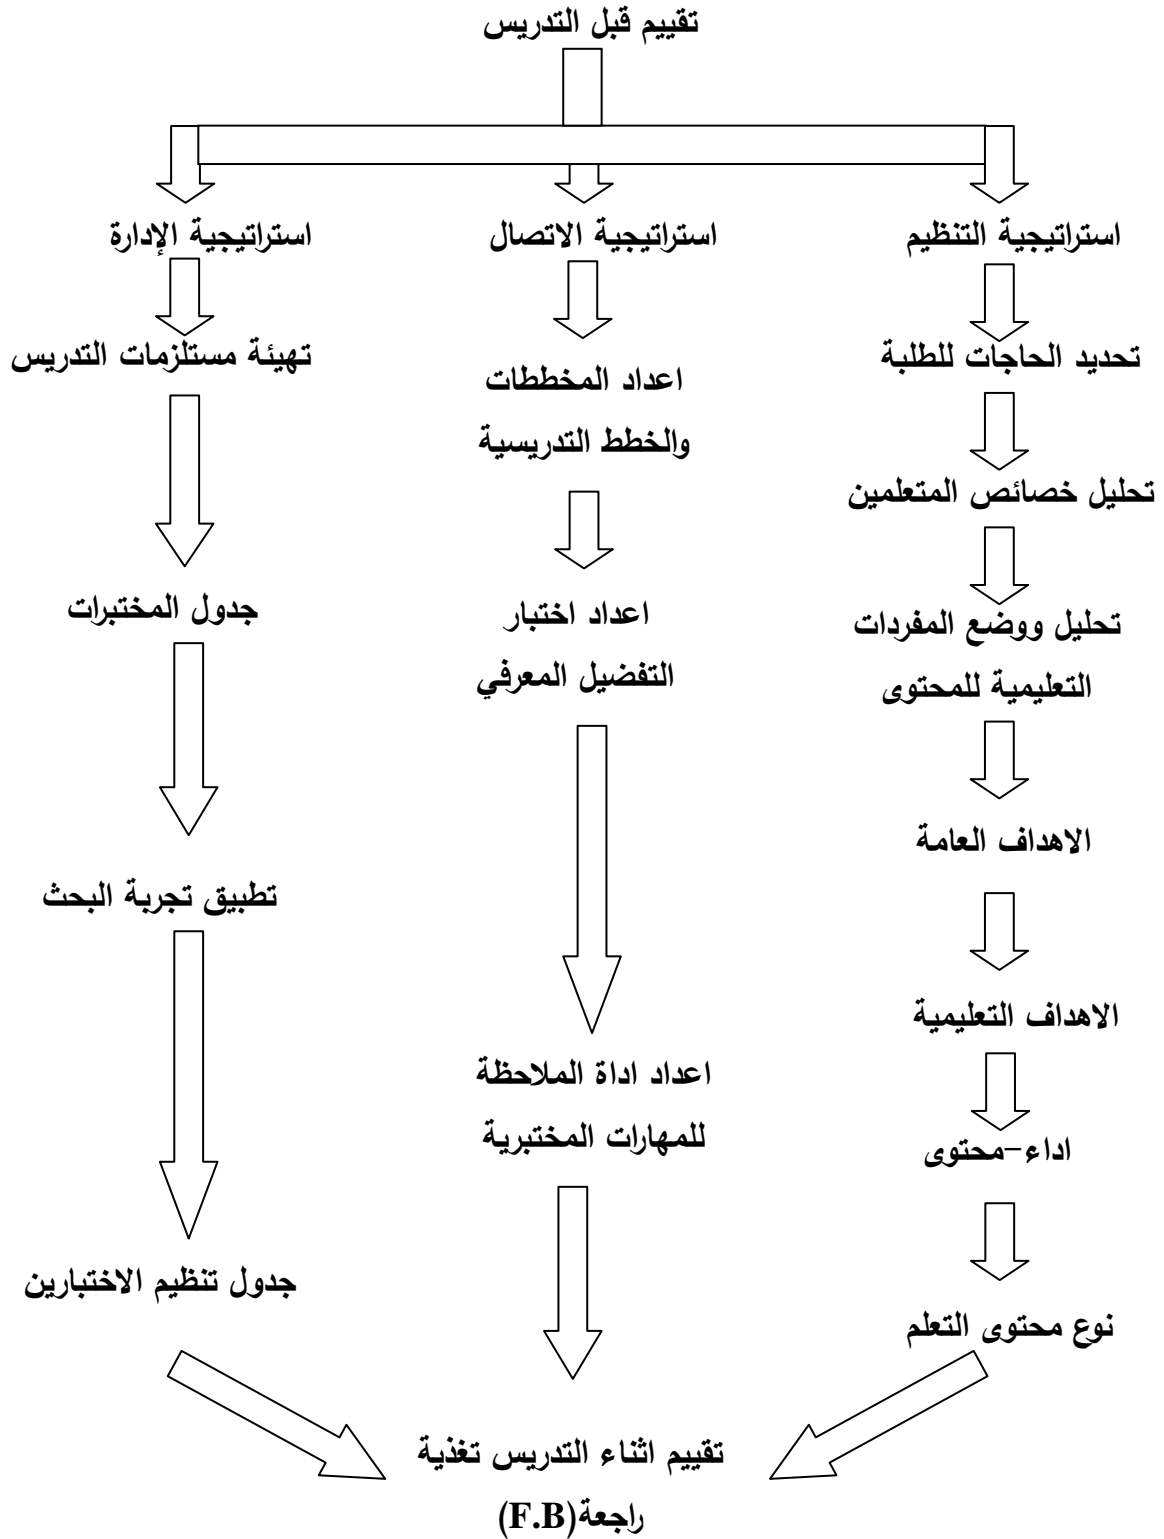 تقييم قبل التدريس
استراتيجية التنظيم
استراتيجية الاتصال
استراتيجية الإدارة
تحديد الحاجات للطلبة
تحليل خصائص المتعلمين
تحليل ووضع المفردات
التعليمية للمحتوى
الاهداف العامة
الاهداف التعليمية
اداء-محتوى
نوع محتوى التعلم
اعداد المخططات
والخطط التدريسية
اعداد اختبار
التفضيل المعرفي
اعداد اداة الملاحظة
للمهارات المختبرية
تهيئة مستلزمات التدريس
جدول المختبرات
تطبيق تجربة البحث
جدول تنظيم الاختبارين
تقييم اثناء التدريس تغذية
راجعة(F.B)